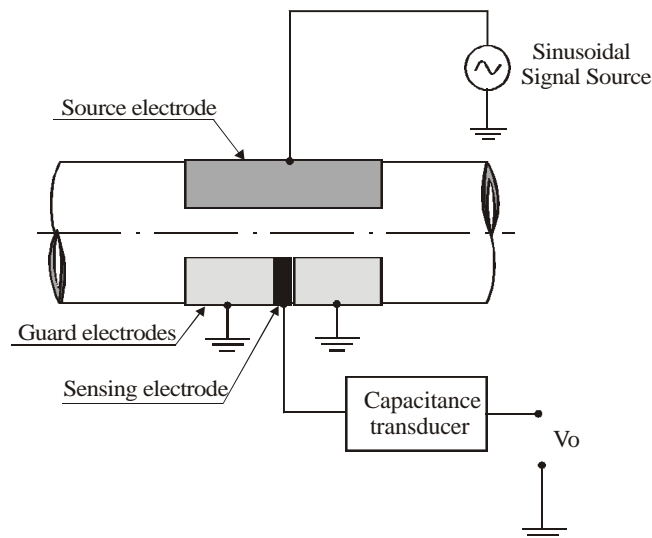 Sinusoidal
Signal Source
Source electrode
Guard electrodes
Sensing electrode
Capacitance
transducer
Vo